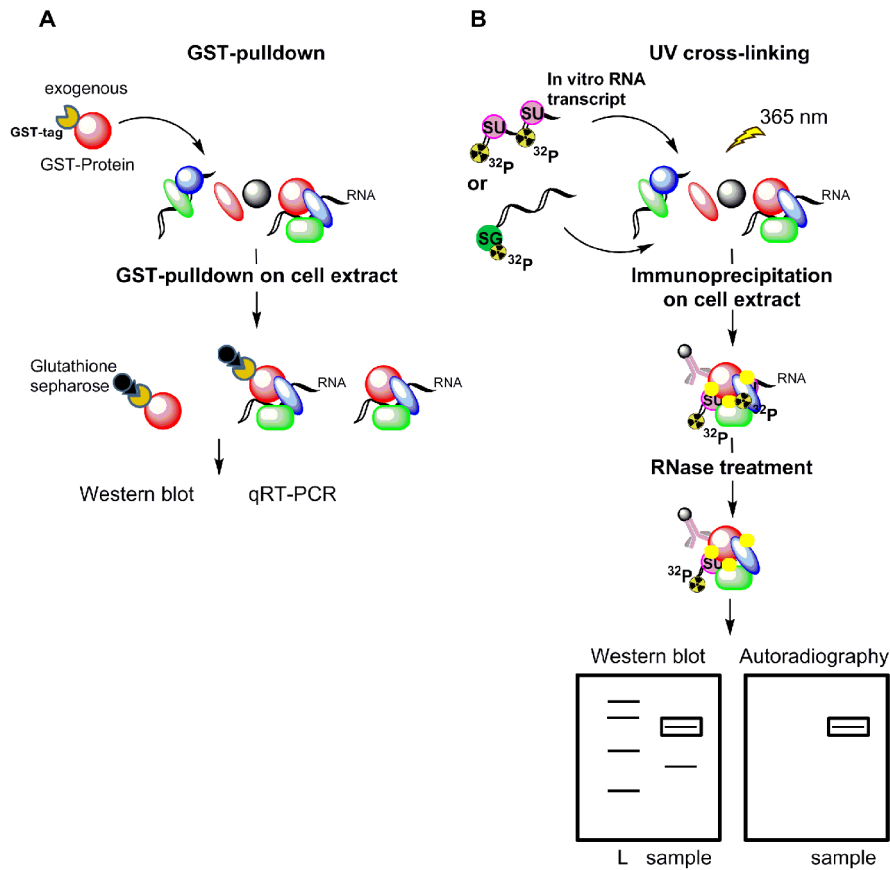 A
GST-pulldown
exogenous
GST-tag
GST-Protein
RNA
GST-pulldown on cell extract
Glutathione
sepharose
RNA
Western blot
qRT-PCR
B
UV cross-linking
In vitro RNA
transcript
SU
SU
32P
32P
or
SG
32P
365 nm
RNA
Immunoprecipitation
on cell extract
RNA
SU
32P
32P
RNase treatment
SU
32P
Western blot
Autoradiography
L
sample
sample